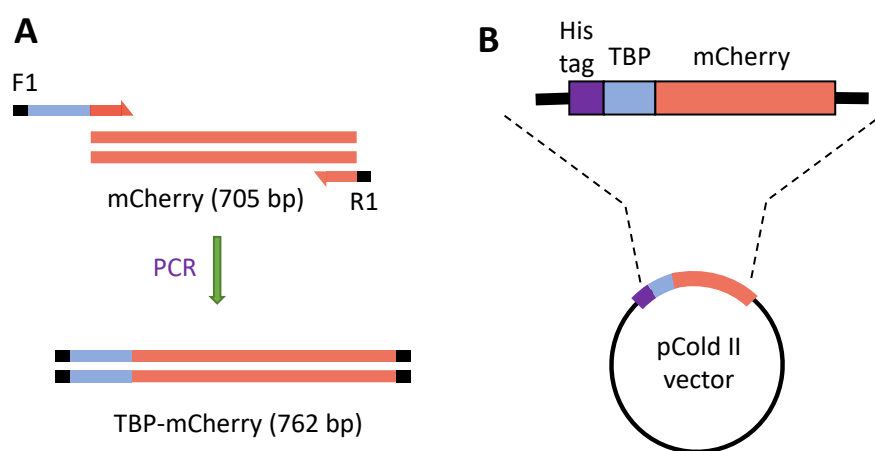 A
F1
mCherry (705 bp)
R1
PCR
TBP-mCherry (762 bp)
B
His
tag
TBP
mCherry
pCold II
vector